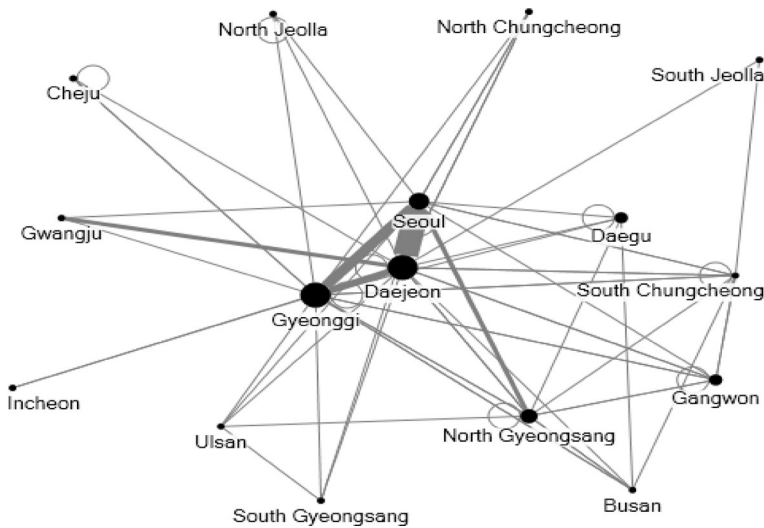 North Jeolla
North Chungcheong
South Jeolla
Cheju
Gwangju
Seoul
Daegu
Daejeon
South Chungcheong
Gyeonggi
Incheon
Gangwon
Ulsan
North Gyeongsang
South Gyeongsang
Busan